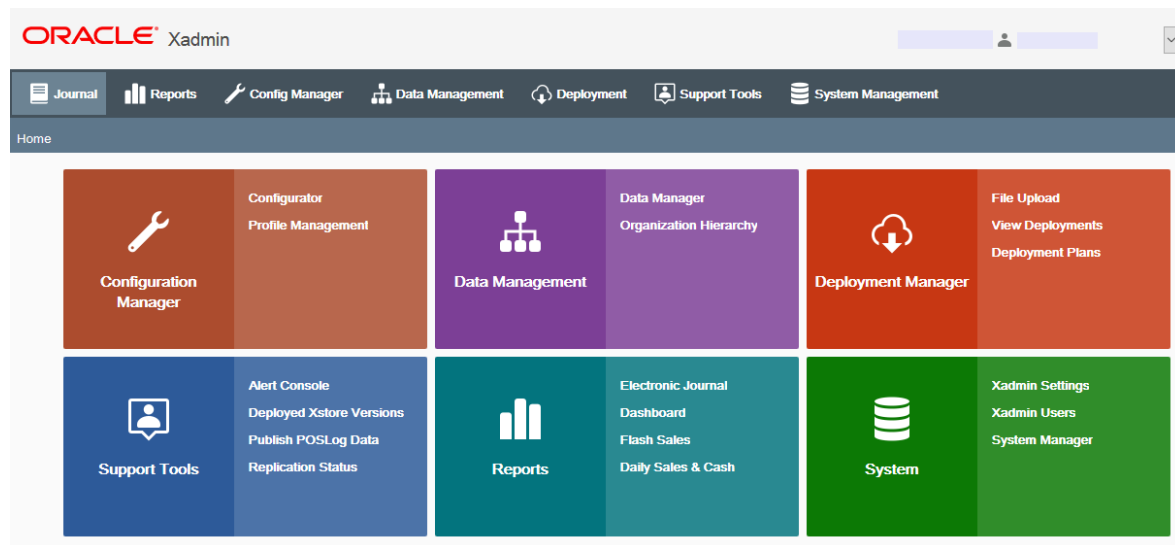 ORACLE® Xadmin
Journal Reports Config Manager Data Management Deployment Support Tools System Management
Home
Configuration Manager
Configurator
Profile Management
Data Management
Data Manager
Organization Hierarchy
Deployment Manager
File Upload
View Deployments
Deployment Plans
Support Tools
Alert Console
Deployed Xstore Versions
Publish POSLog Data
Replication Status
Reports
Electronic Journal
Dashboard
Flash Sales
Daily Sales & Cash
System
Xadmin Settings
Xadmin Users
System Manager